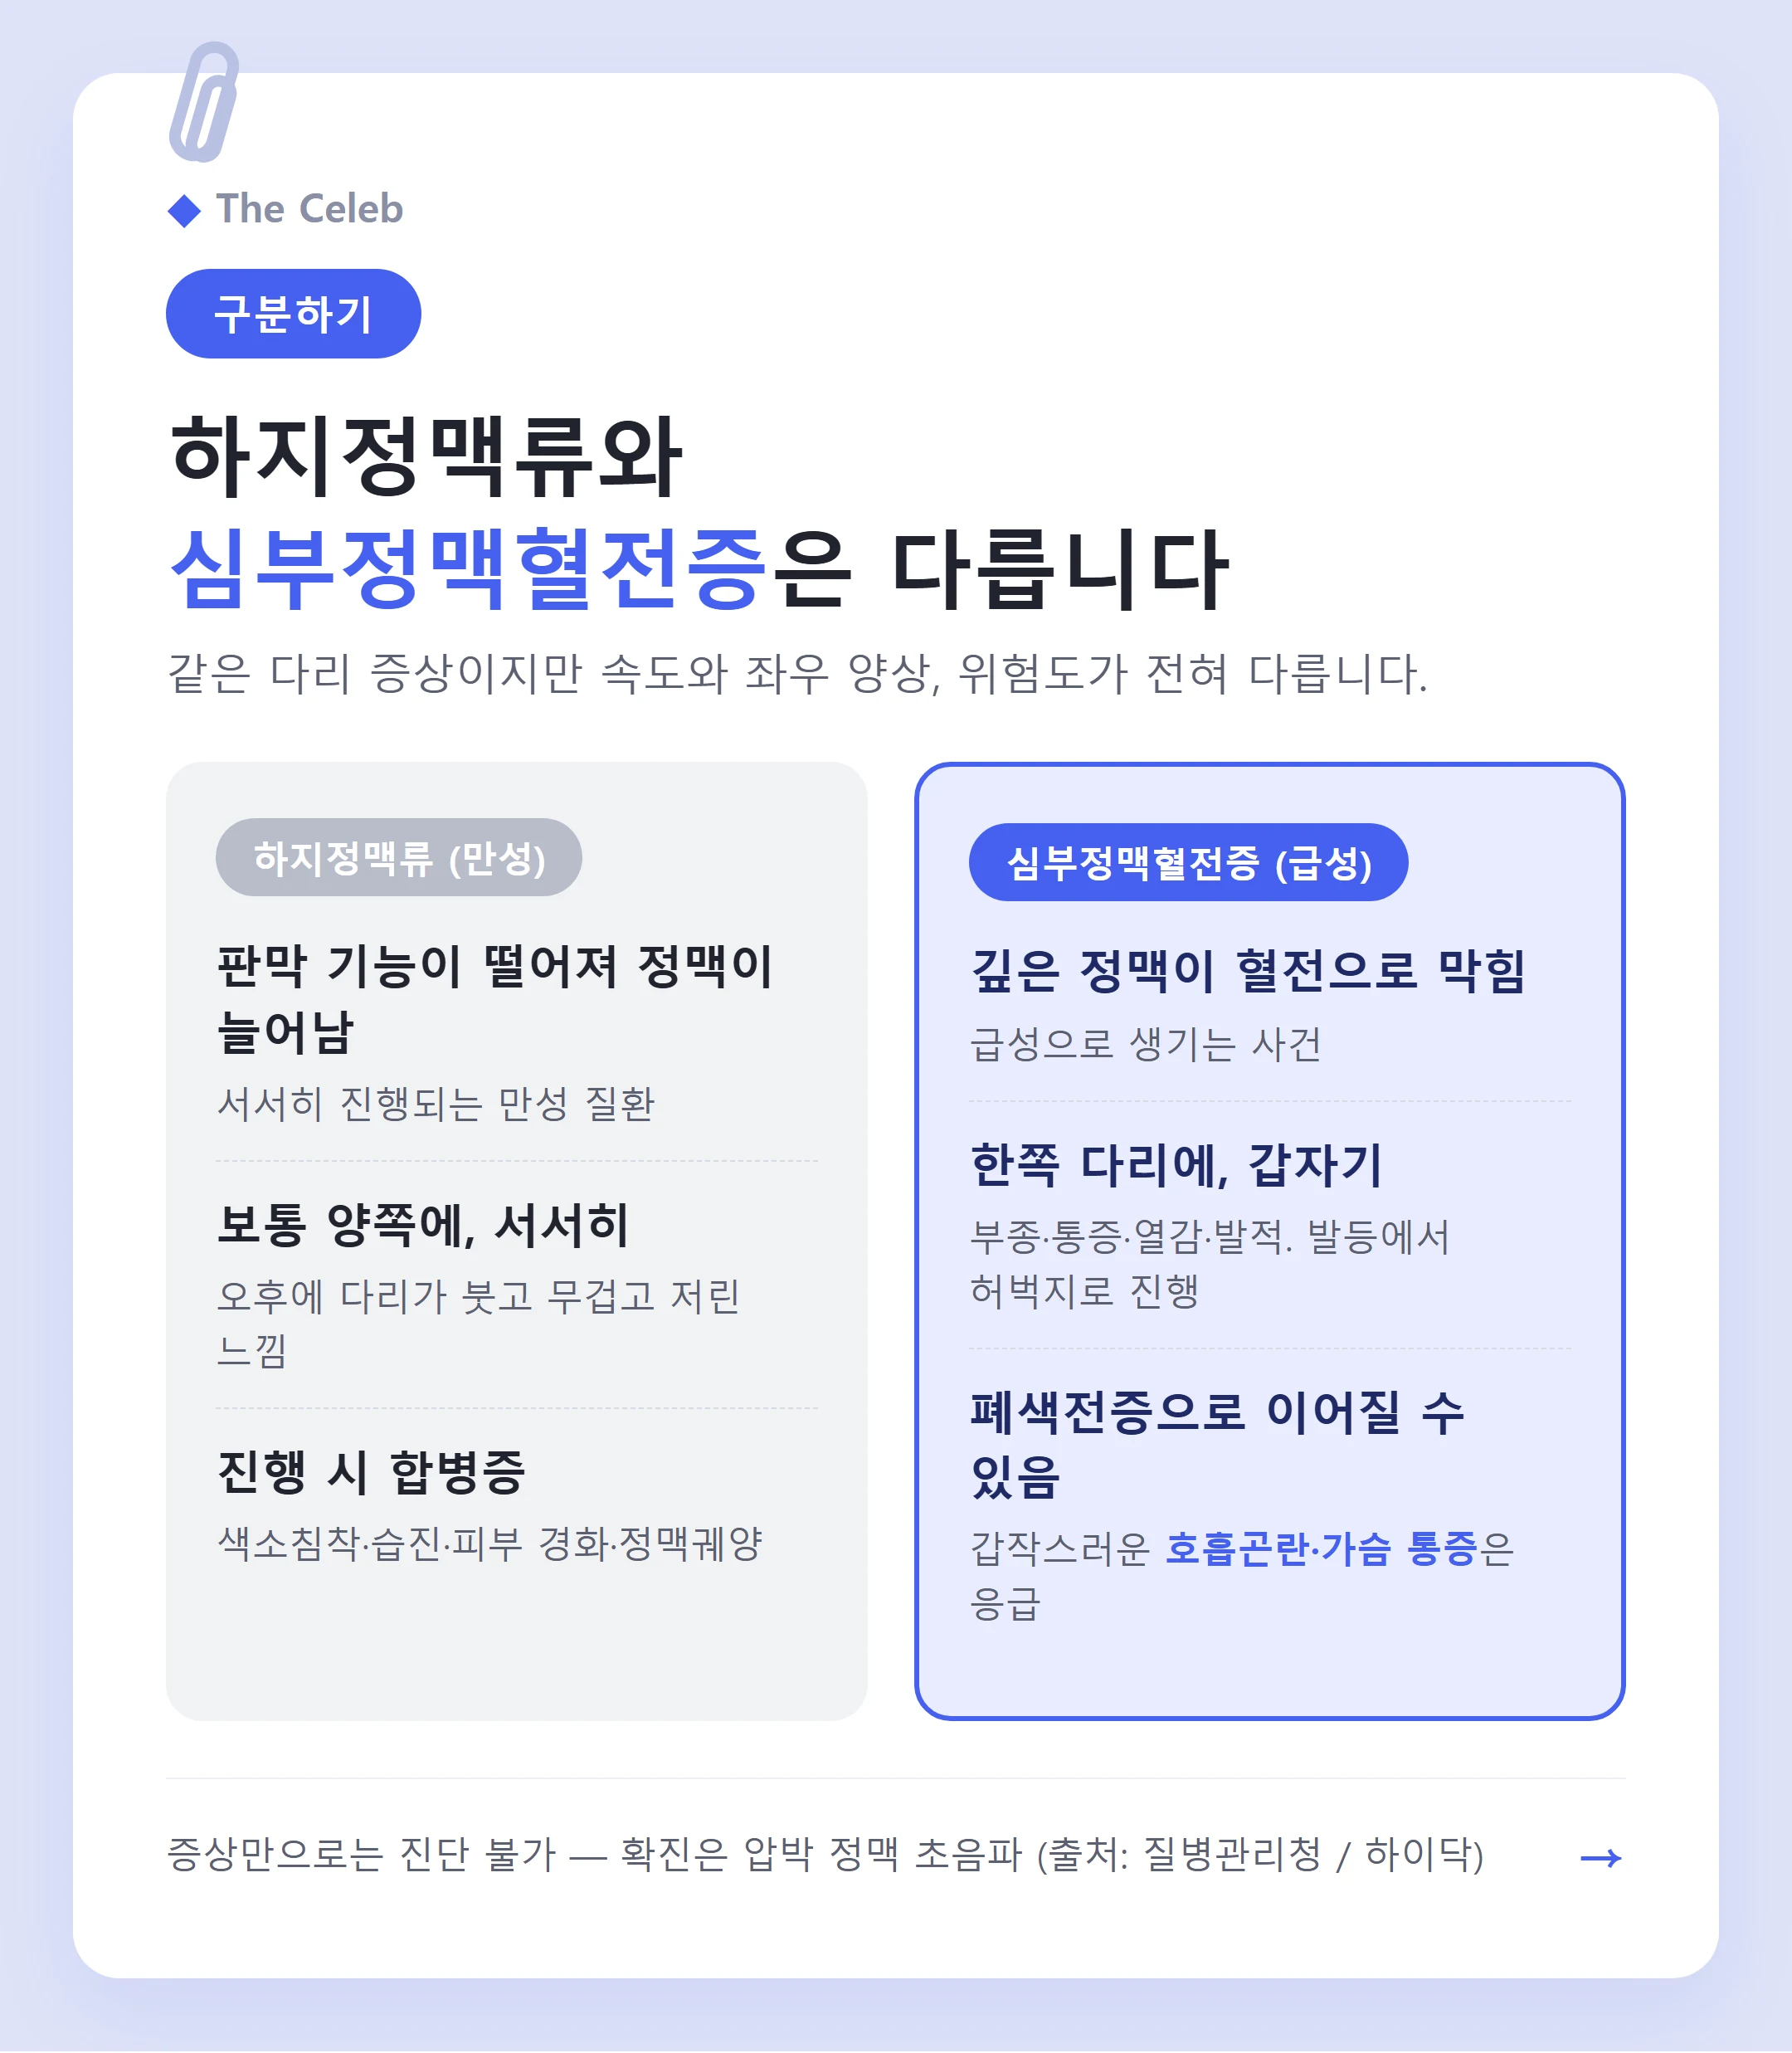 The Celeb
구분하기
하지정맥류와
심부정맥혈전증은 다릅니다
같은 다리 증상이지만 속도와 좌우 양상, 위험도가 전혀 다릅니다.
하지정맥류 (만성)
판막 기능이 떨어져 정맥이
늘어남
서서히 진행되는 만성 질환
보통 양쪽에, 서서히
오후에 다리가 붓고 무겁고 저린
느낌
진행 시 합병증
색소침착·습진·피부 경화·정맥궤양
심부정맥혈전증 (급성)
깊은 정맥이 혈전으로 막힘
급성으로 생기는 사건
한쪽 다리에, 갑자기
부종·통증·열감·발적. 발등에서
허벅지로 진행
폐색전증으로 이어질 수
있음
갑작스러운 호흡곤란·가슴 통증은
응급
증상만으로는 진단 불가 — 확진은 압박 정맥 초음파 (출처: 질병관리청 / 하이닥) →